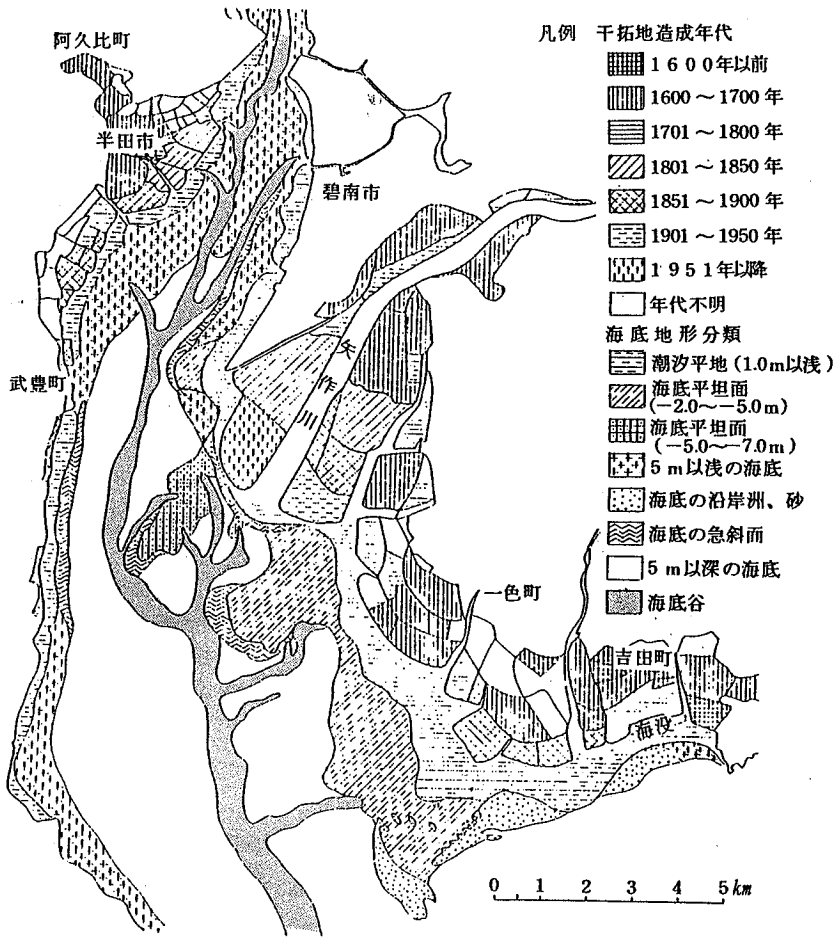 凡例 干拓地造成年代
1600年以前
1600~1700年
1701~1800年
1801~1850年
1851~1900年
1901~1950年
1951年以降
年代不明
海底地形分類
潮汐平地(1.0m以浅)
海底平坦面
(-2.0~-5.0m)
海底平坦面
(-5.0~-7.0m)
5m以浅の海底
海底の沿岸洲、砂
海底の急斜面
5m以深の海底
海底谷
阿久比町
半田市
碧南市
武豊町
矢作川
一色町
吉田町
海没
0 1 2 3 4 5km